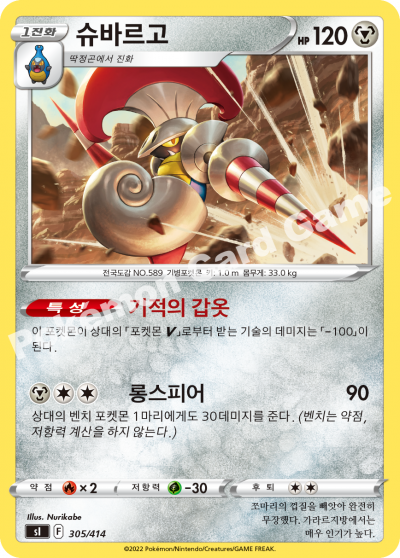 1진화
슈바르고
HP 120
딱정곤에서 진화
전국도감 NO.589 기병포켓몬 키: 1.0 m 몸무게: 33.0 kg
특성 기적의 갑옷
이 포켓몬이 상대의 「포켓몬 V」로부터 받는 기술의 데미지는 「-100」이
된다.
롱스피어 90
상대의 벤치 포켓몬 1마리에게도 30데미지를 준다. (벤치는 약점,
저항력 계산을 하지 않는다.)
약점 ×2 저항력 -30 후퇴
쪼마리의 껍질을 빼앗아 완전히
무장했다. 가라르지방에서는
매우 인기가 높다.
Illus. Nurikabe
sI F 305/414
©2022 Pokémon/Nintendo/Creatures/GAME FREAK.
Pokémon Card Game